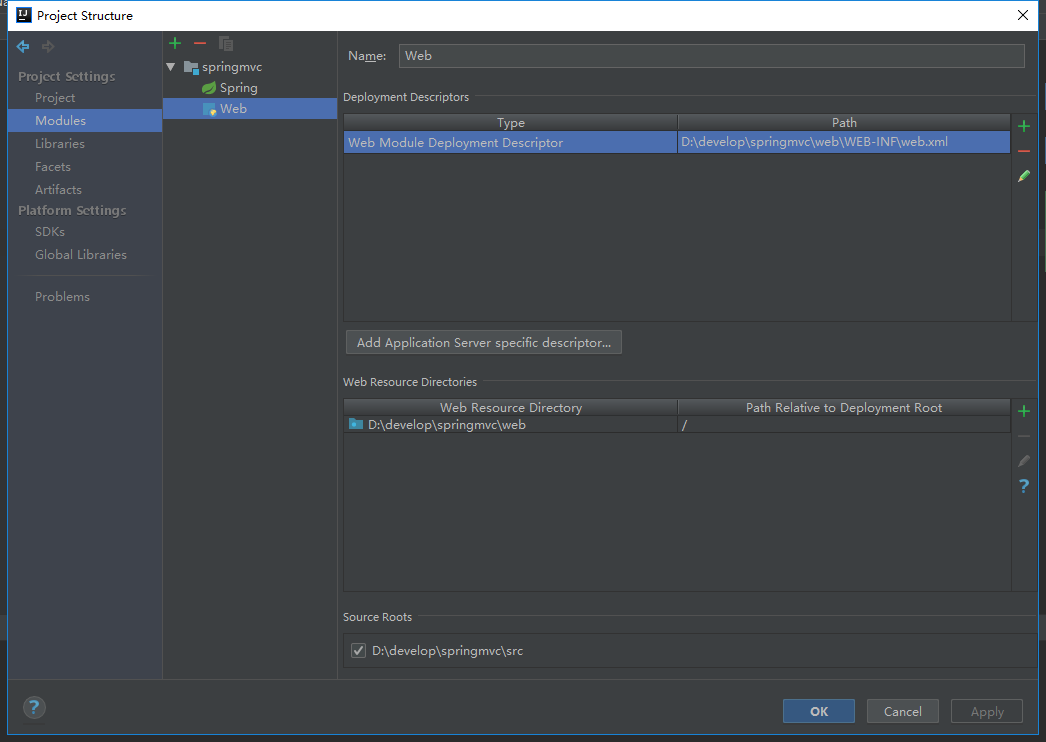 Project Structure
Project Settings
Project
Modules
Libraries
Facets
Artifacts
Platform Settings
SDKs
Global Libraries
Problems
springmvc
Spring
Web
Name: Web
Deployment Descriptors
Type Path
Web Module Deployment Descriptor D:\develop\springmvc\web\WEB-INF\web.xml
Add Application Server specific descriptor...
Web Resource Directories
Web Resource Directory Path Relative to Deployment Root
D:\develop\springmvc\web /
Source Roots
D:\develop\springmvc\src
OK Cancel Apply